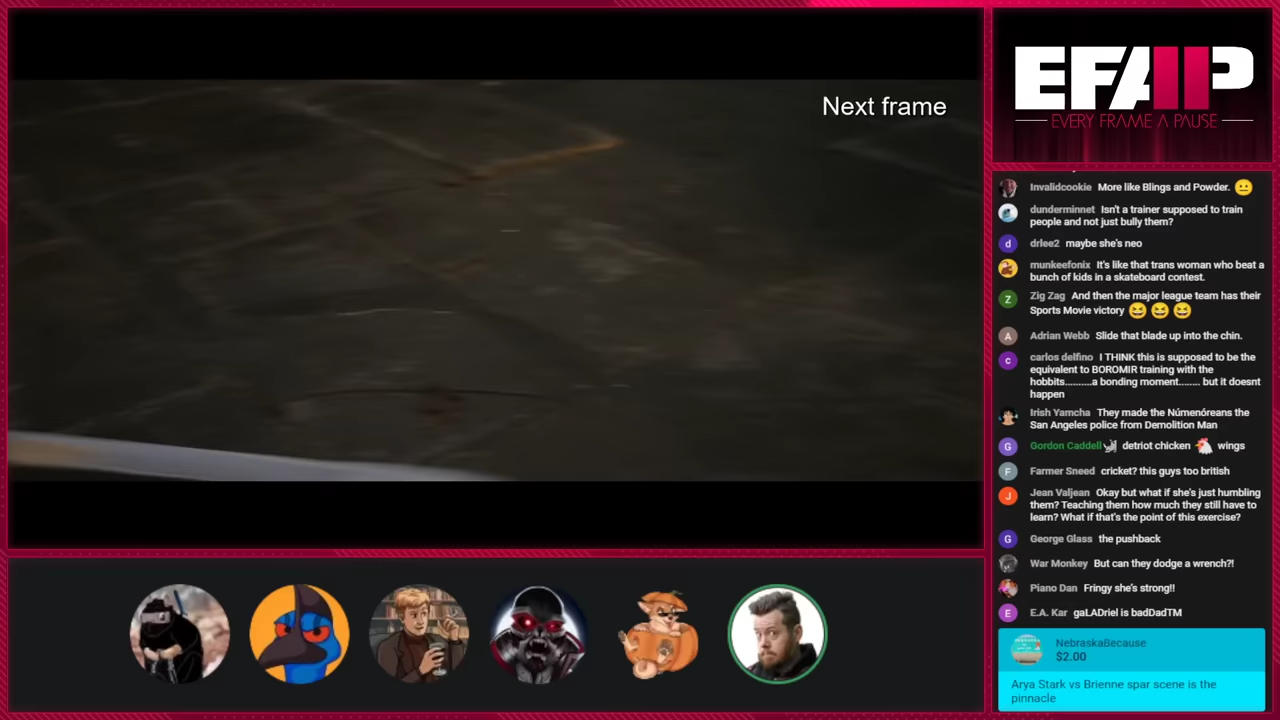 Next frame
EFAP
EVERY FRAME A PAUSE
Invalidcookie More like Blings and Powder. 😐
dunderminnet Isn't a trainer supposed to train
people and not just bully them?
d drlee2 maybe she's neo
munkeefonix It's like that trans woman who beat a
bunch of kids in a skateboard contest.
Z Zig Zag And then the major league team has their
Sports Movie victory 😆 😆 😆
A Adrian Webb Slide that blade up into the chin.
c carlos delfino I THINK this is supposed to be the
equivalent to BOROMIR training with the
hobbits..........a bonding moment........ but it doesnt
happen
Irish Yamcha They made the Númenóreans the
San Angeles police from Demolition Man
G Gordon Caddell detriot chicken 🐔 wings
F Farmer Sneed cricket? this guys too british
J Jean Valjean Okay but what if she's just humbling
them? Teaching them how much they still have to
learn? What if that's the point of this exercise?
G George Glass the pushback
War Monkey But can they dodge a wrench?!
Piano Dan Fringy she's strong!!
E E.A. Kar gaLADriel is badDadTM
NebraskaBecause
$2.00
Arya Stark vs Brienne spar scene is the
pinnacle